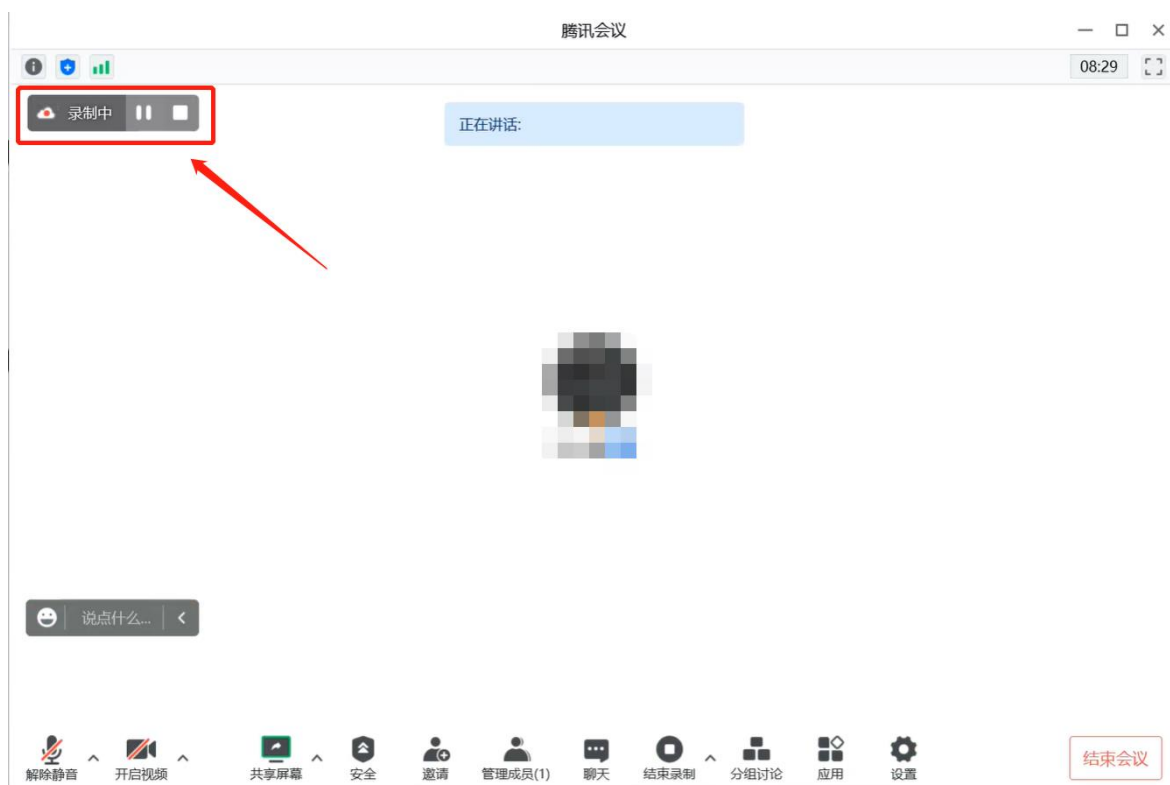 腾讯会议
08:29
录制中
正在讲话:
说点什么...
解除静音
开启视频
共享屏幕
安全
邀请
管理成员(1)
聊天
结束录制
分组讨论
应用
设置
结束会议